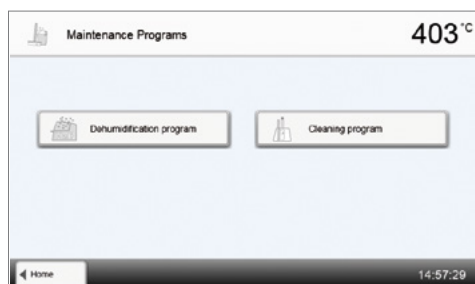 Maintenance Programs
403°C
Dehumidification program
Cleaning program
Home
14:57:29